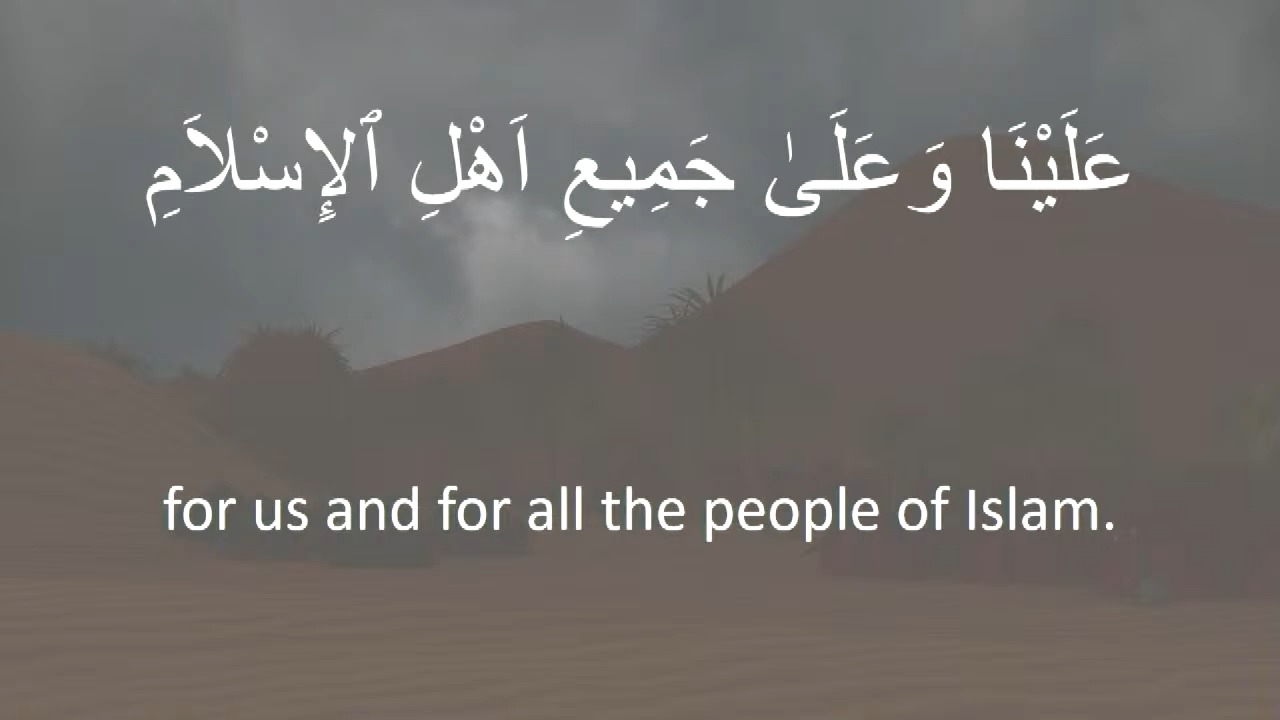 عَلَيْنَا وَ عَلَىٰ جَمِيعِ اَهْلِ ٱلإِسْلاَمِ
for us and for all the people of Islam.